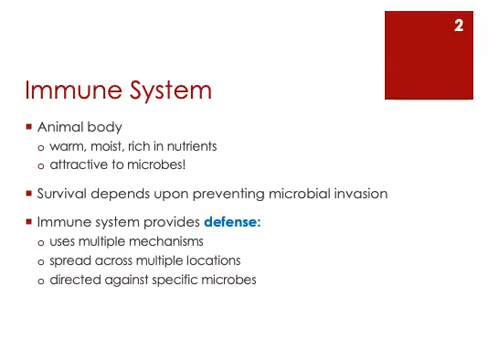 2
Immune System
Animal body
warm, moist, rich in nutrients
attractive to microbes!
Survival depends upon preventing microbial invasion
Immune system provides defense:
uses multiple mechanisms
spread across multiple locations
directed against specific microbes